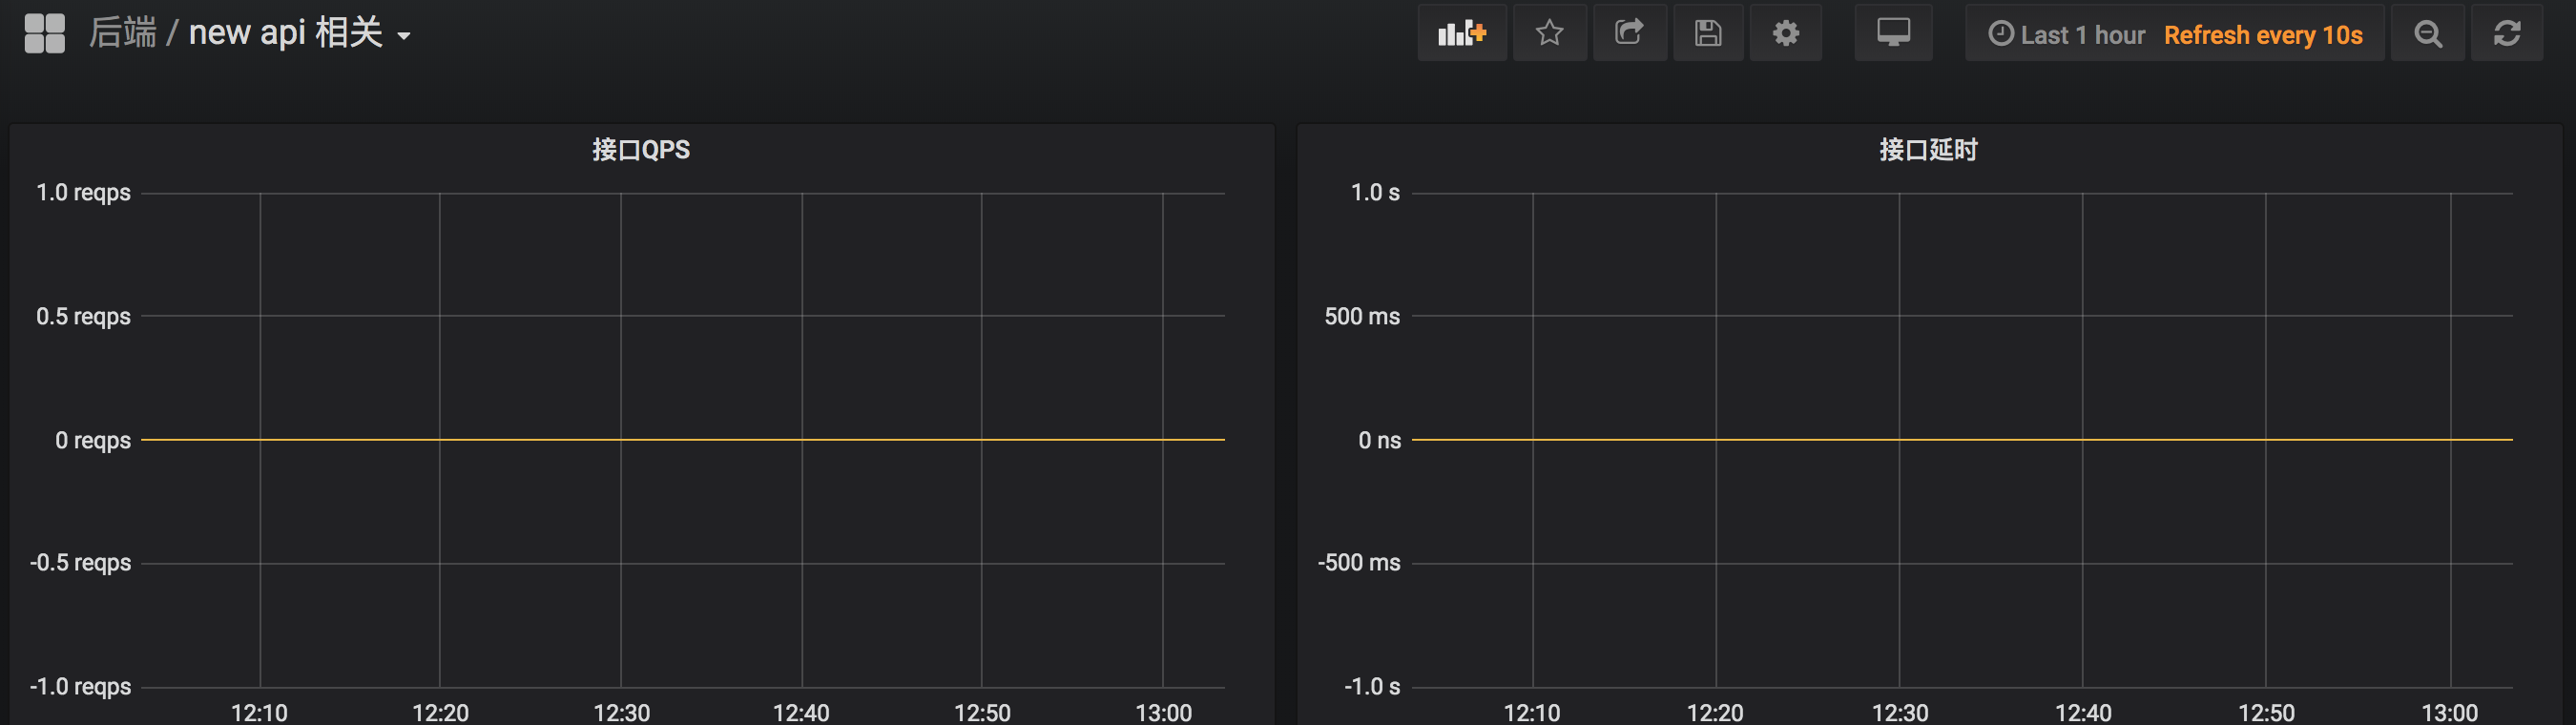 后端 / new api 相关
Last 1 hour Refresh every 10s
接口QPS
1.0 reqps
0.5 reqps
0 reqps
-0.5 reqps
-1.0 reqps
12:10 12:20 12:30 12:40 12:50 13:00
接口延时
1.0 s
500 ms
0 ns
-500 ms
-1.0 s
12:10 12:20 12:30 12:40 12:50 13:00